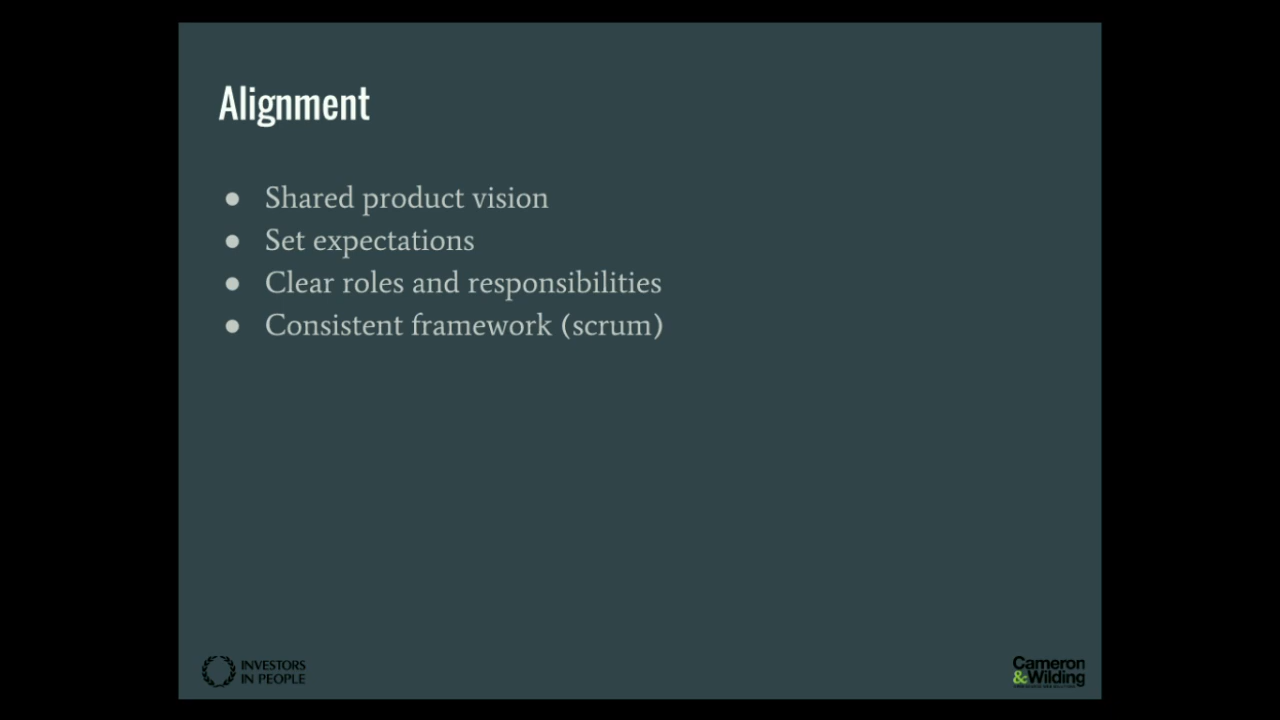 Alignment
● Shared product vision
● Set expectations
● Clear roles and responsibilities
● Consistent framework (scrum)
INVESTORS
IN PEOPLE
Cameron
&Wilding